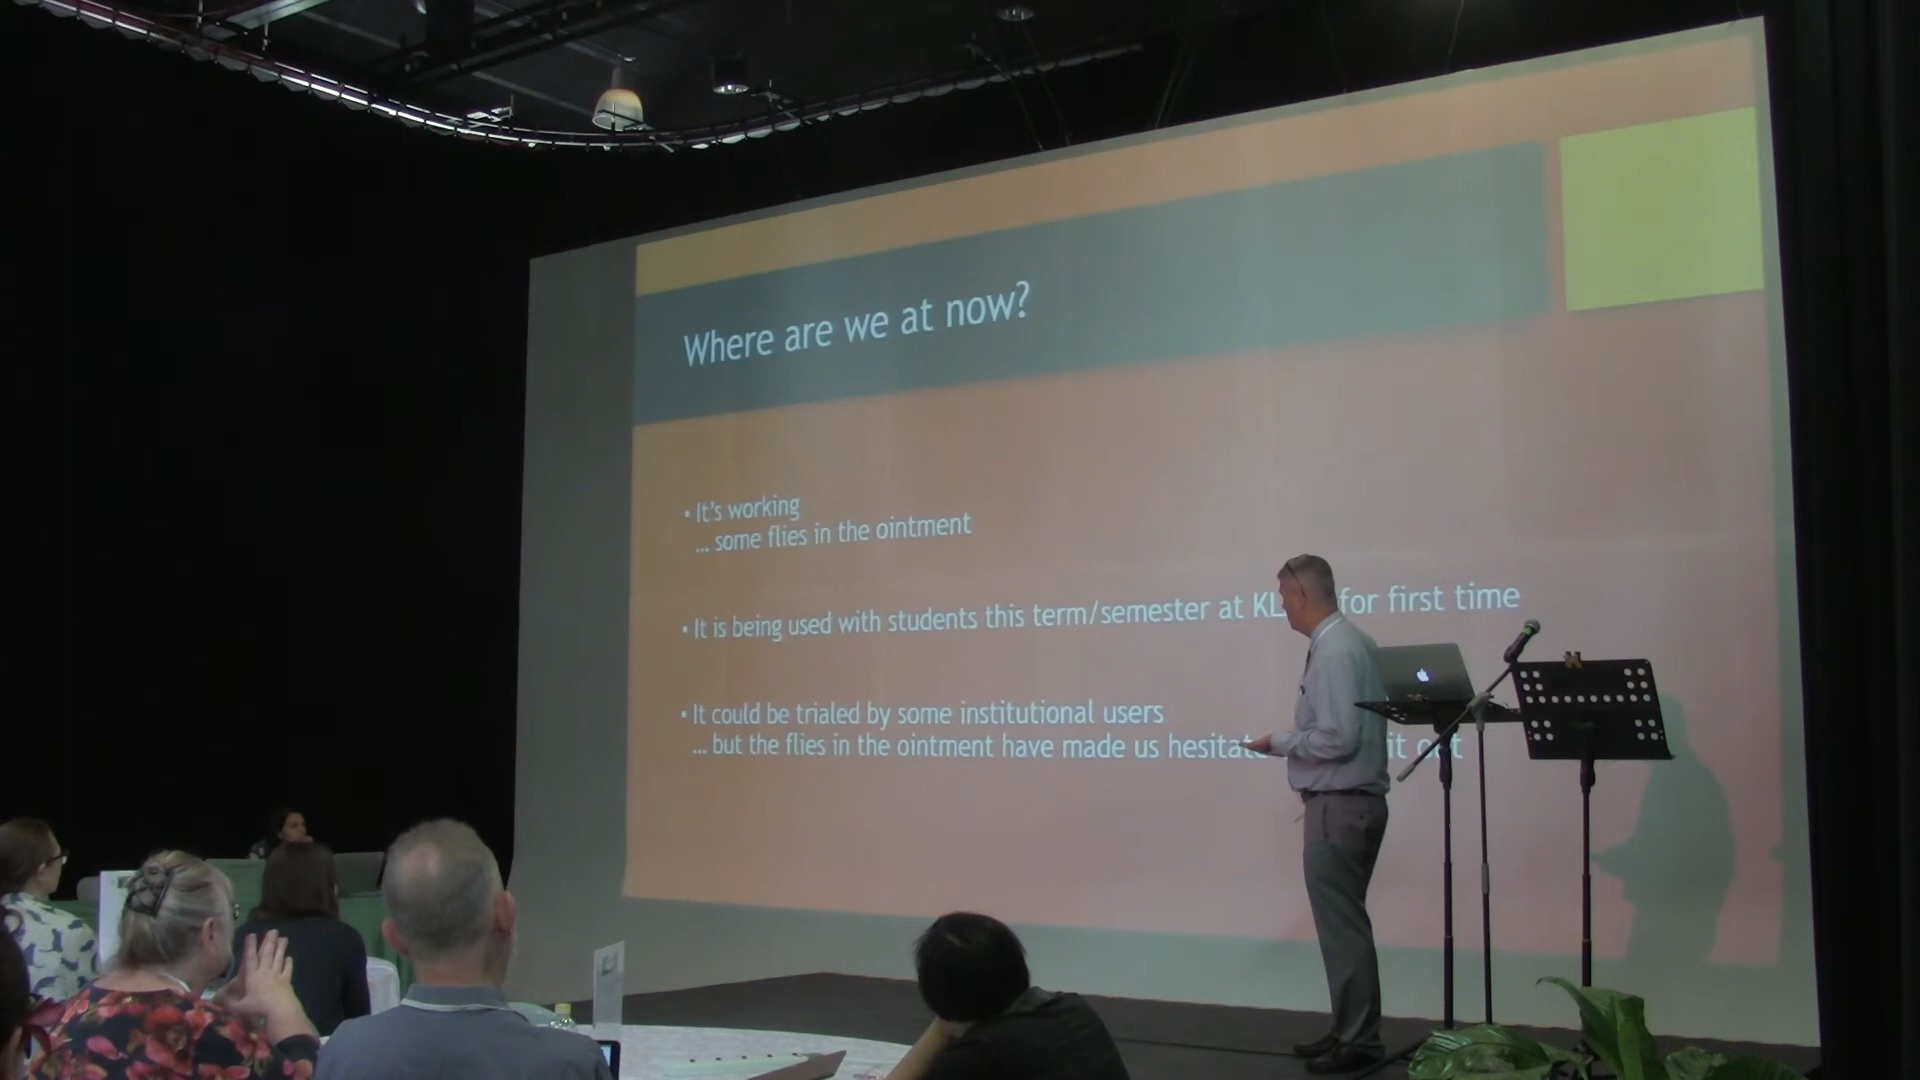 Where are we at now?
• It's working
... some flies in the ointment
• It is being used with students this term/semester at for first time
• It could be trialed by some institutional users
... but the flies in the ointment have made us hesitate it out